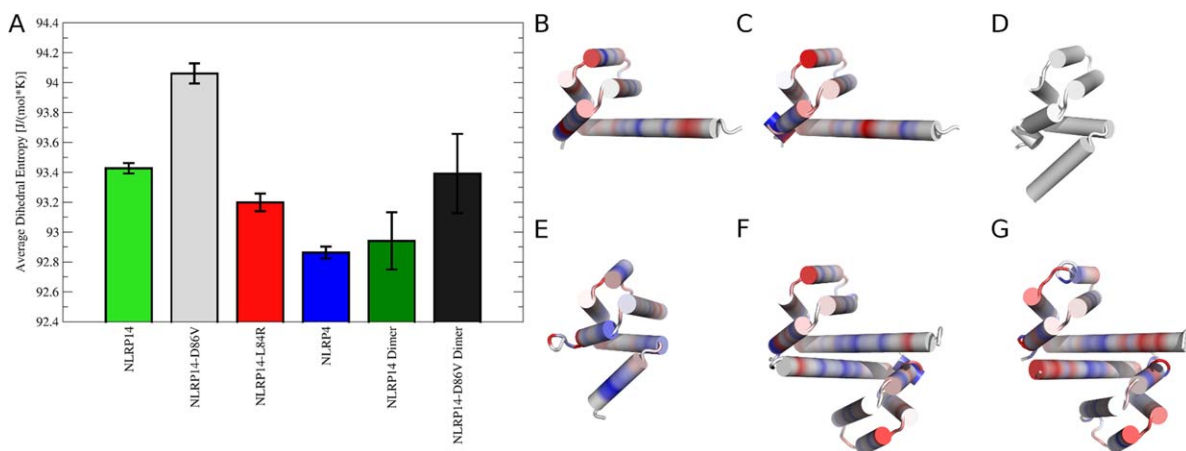 A
B
C
D
E
F
G
Average Dihedral Entropy [J/(mol*K)]
94.4
94.2
94
93.8
93.6
93.4
93.2
93
92.8
92.6
92.4
NLRP14
NLRP14-D86V
NLRP14-L84R
NLRP4
NLRP14 Dimer
NLRP14-D86V Dimer